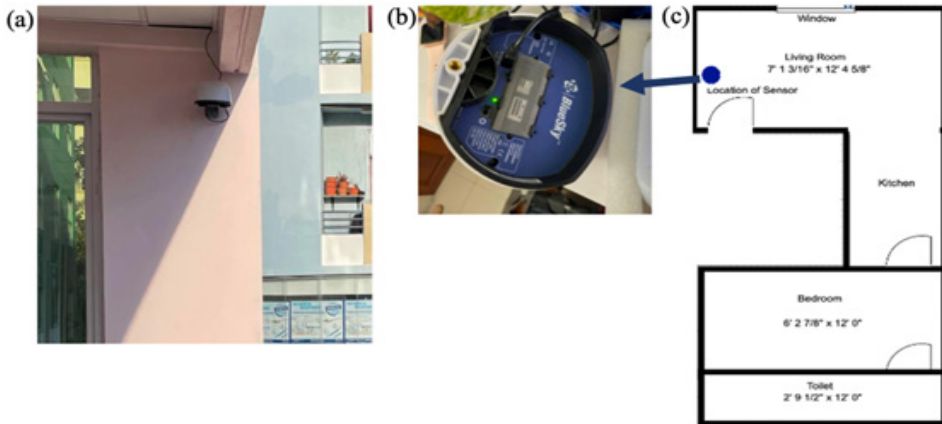 (a)
(b)
(c)
BlueSky
Window
Living Room
7' 1 3/16" x 12' 4 5/8"
Location of Sensor
Kitchen
Bedroom
6' 2 7/8" x 12' 0"
Toilet
2' 9 1/2" x 12' 0"